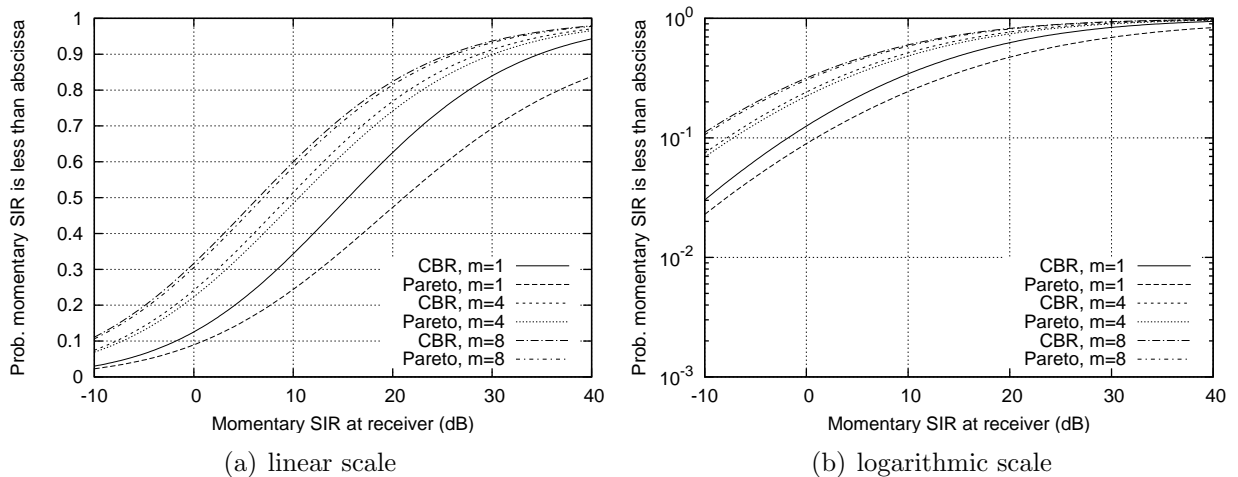 Prob. momentary SIR is less than abscissa
1
0.9
0.8
0.7
0.6
0.5
0.4
0.3
0.2
0.1
0
CBR, m=1
Pareto, m=1
CBR, m=4
Pareto, m=4
CBR, m=8
Pareto, m=8
-10 0 10 20 30 40
Momentary SIR at receiver (dB)
(a) linear scale
Prob. momentary SIR is less than abscissa
10^0
10^-1
10^-2
10^-3
CBR, m=1
Pareto, m=1
CBR, m=4
Pareto, m=4
CBR, m=8
Pareto, m=8
-10 0 10 20 30 40
Momentary SIR at receiver (dB)
(b) logarithmic scale